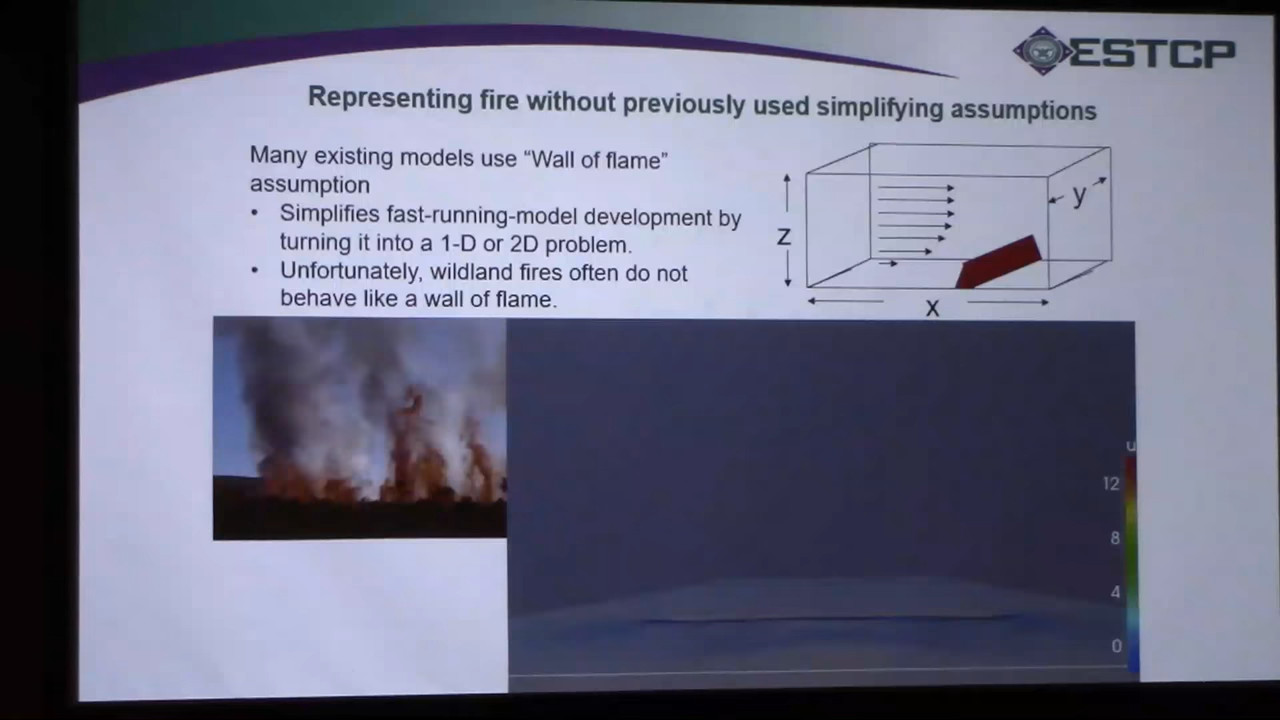 ESTCP
Representing fire without previously used simplifying assumptions
Many existing models use “Wall of flame”
assumption
• Simplifies fast-running-model development by
turning it into a 1-D or 2D problem.
• Unfortunately, wildland fires often do not
behave like a wall of flame.
y
z
x
u
12
8
4
0